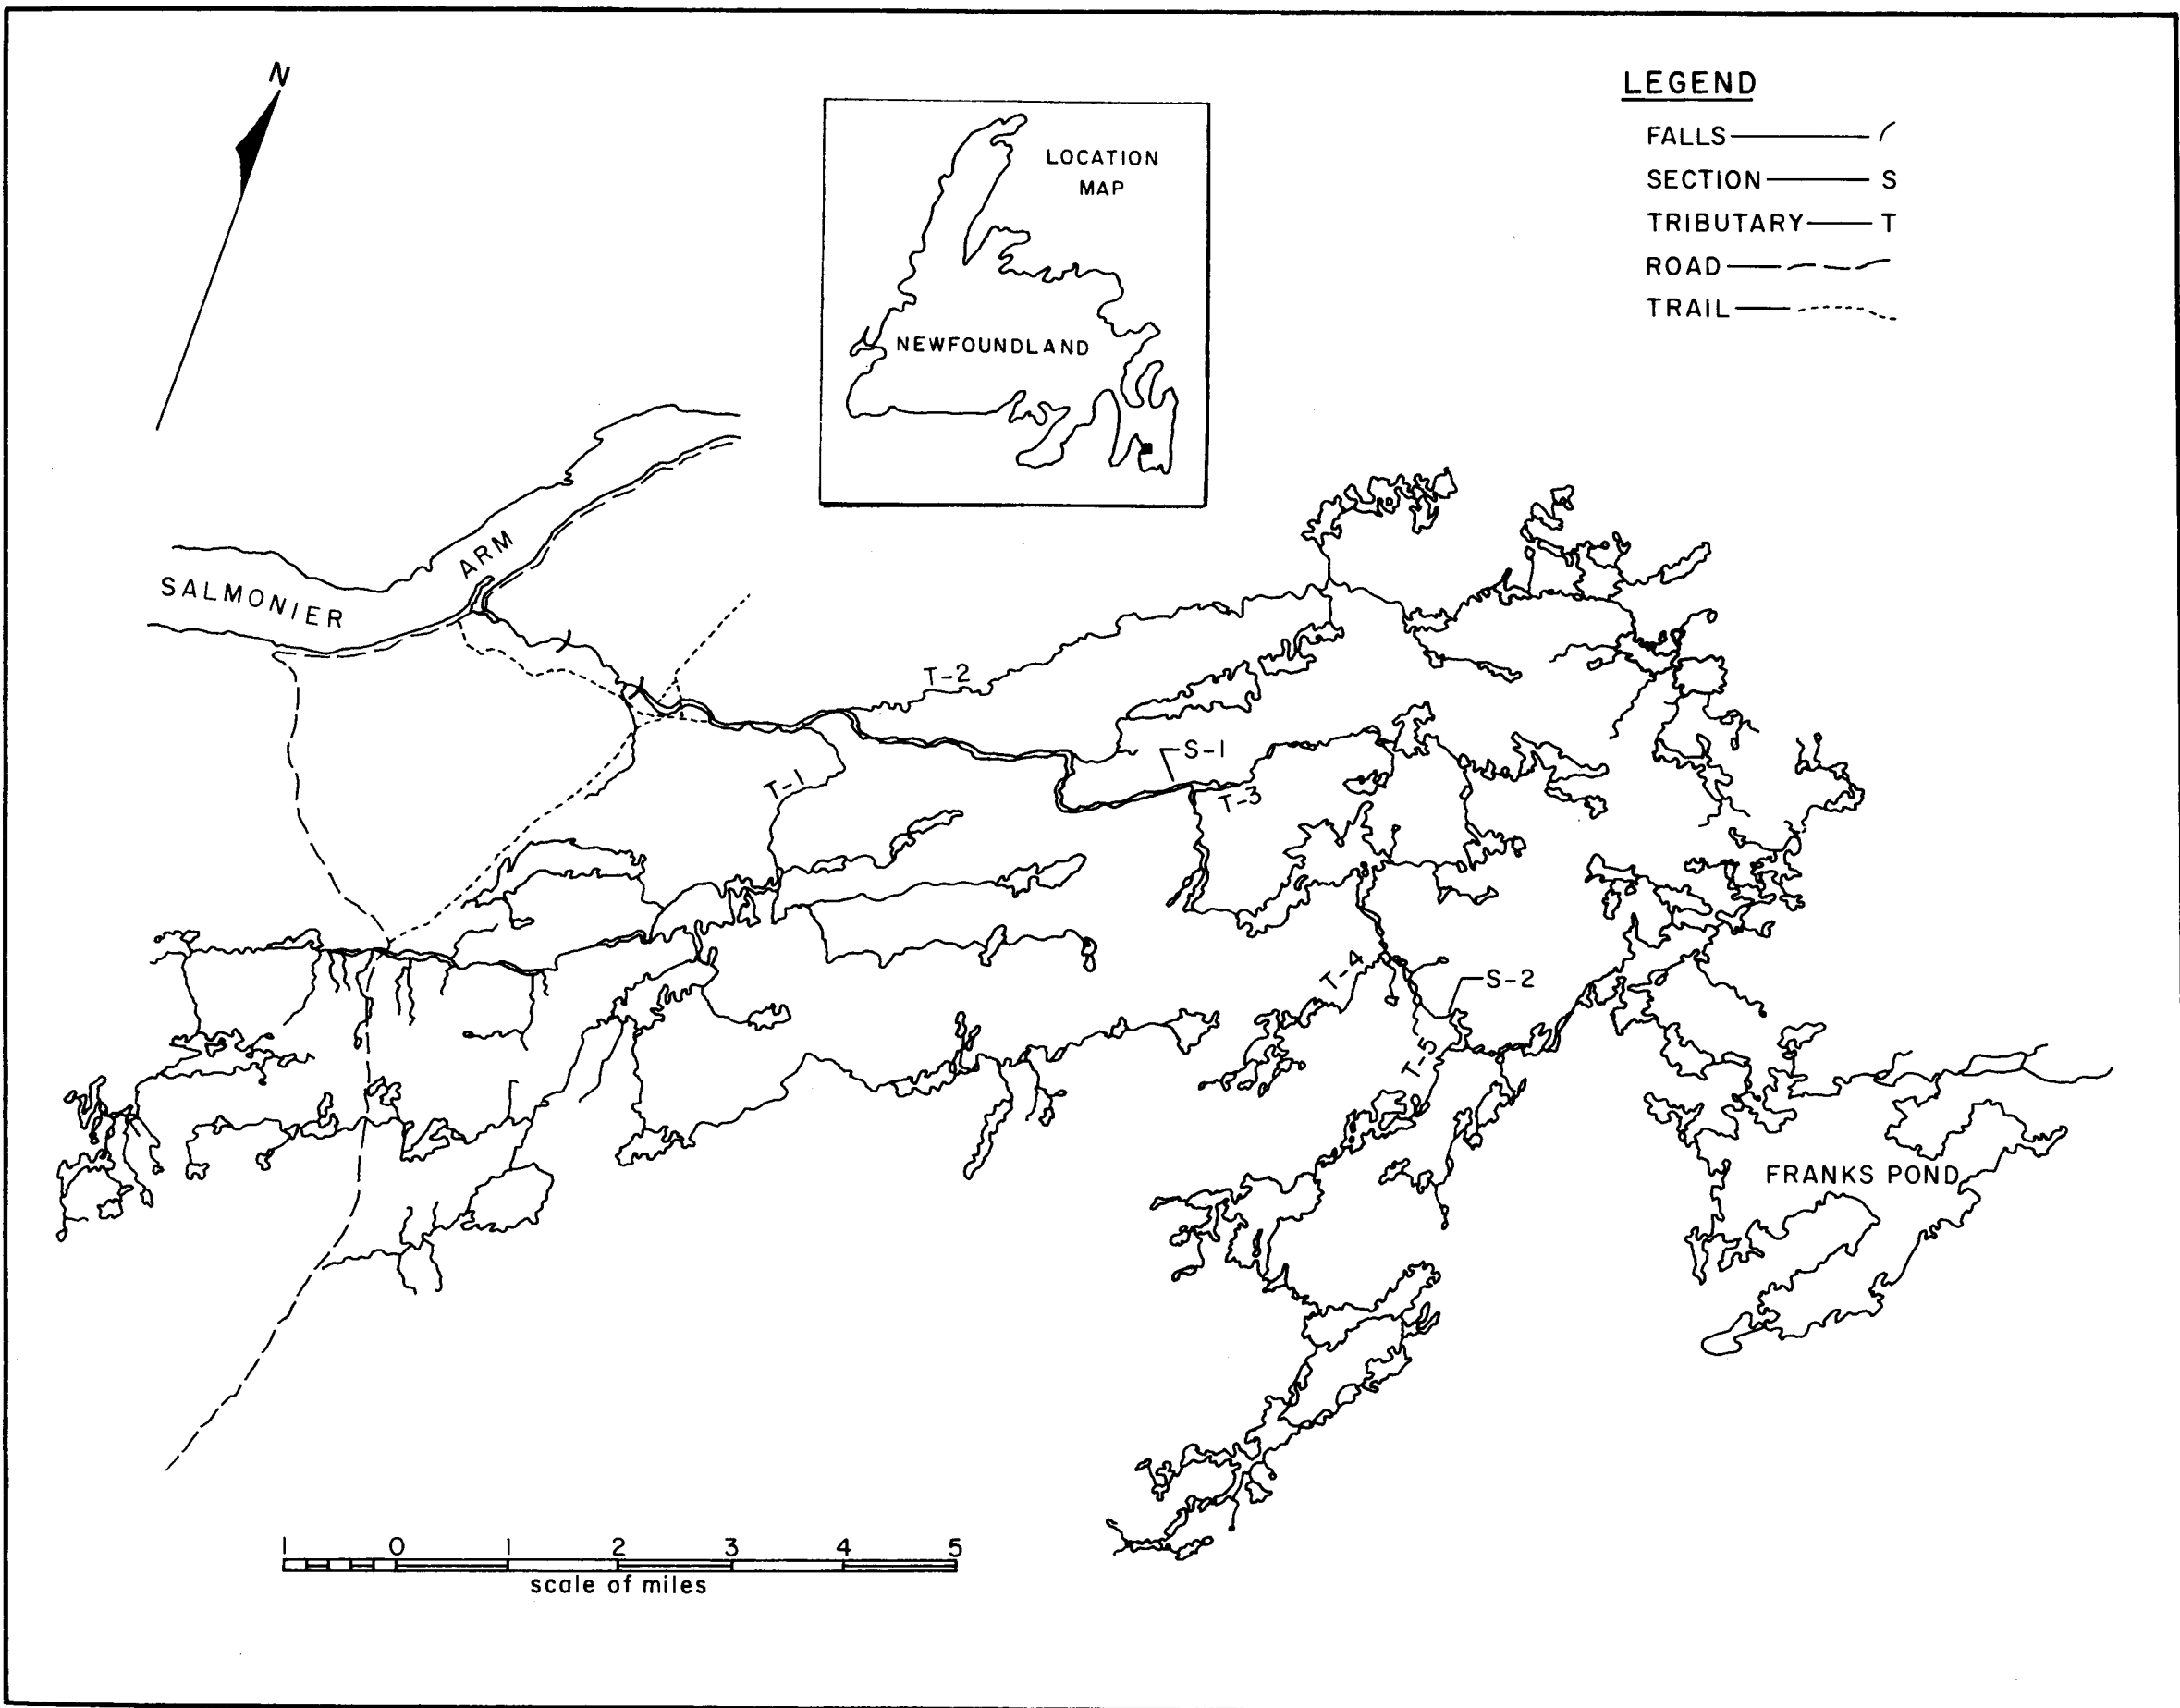 N
LOCATION
MAP
NEWFOUNDLAND
LEGEND
FALLS
SECTION S
TRIBUTARY T
ROAD
TRAIL
SALMONIER ARM
T-2
S-1
T-1
T-3
T-4
S-2
T-5
FRANKS POND
1 0 1 2 3 4 5
scale of miles